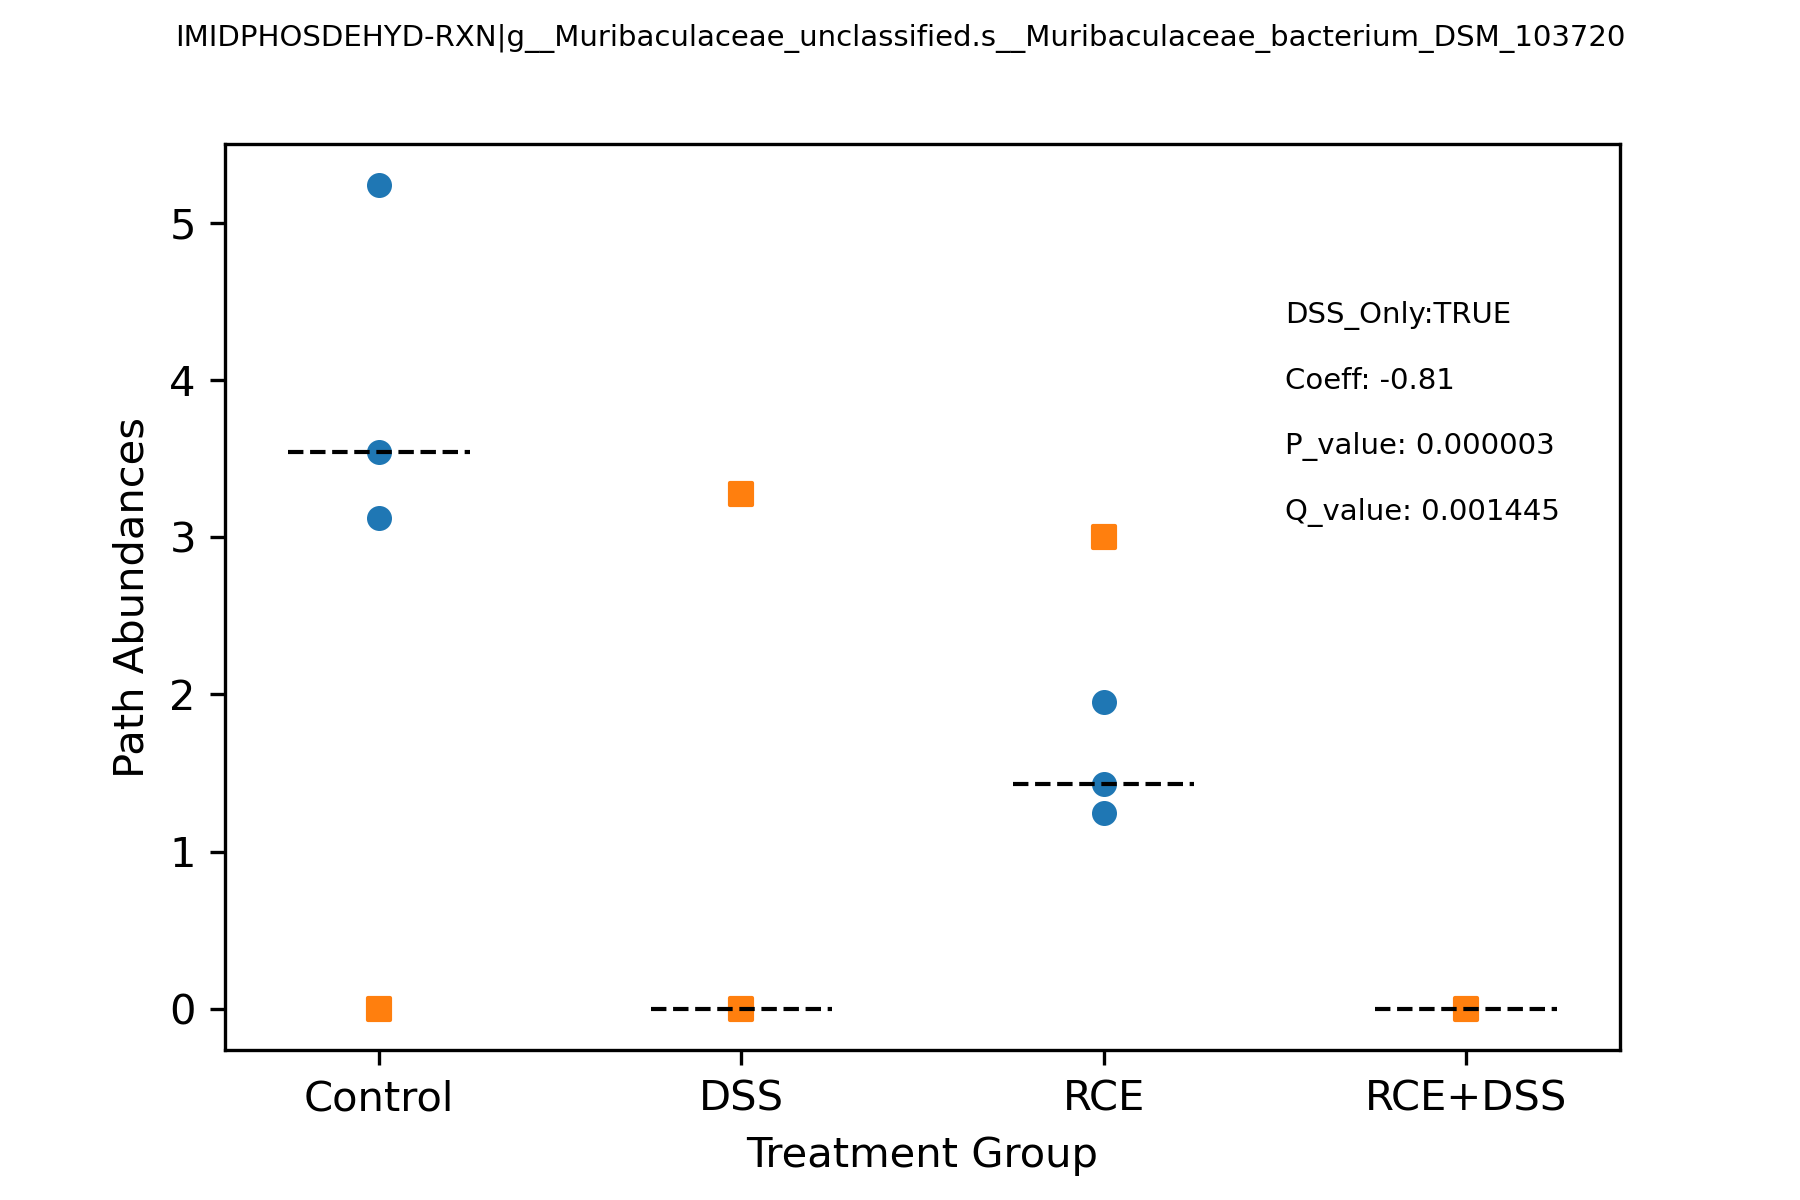 IMIDPHOSDEHYD-RXN|g__Muribaculaceae_unclassified.s__Muribaculaceae_bacterium_DSM_103720
5
4
3
2
1
0
Path Abundances
DSS_Only:TRUE
Coeff: -0.81
P_value: 0.000003
Q_value: 0.001445
Control
DSS
RCE
RCE+DSS
Treatment Group